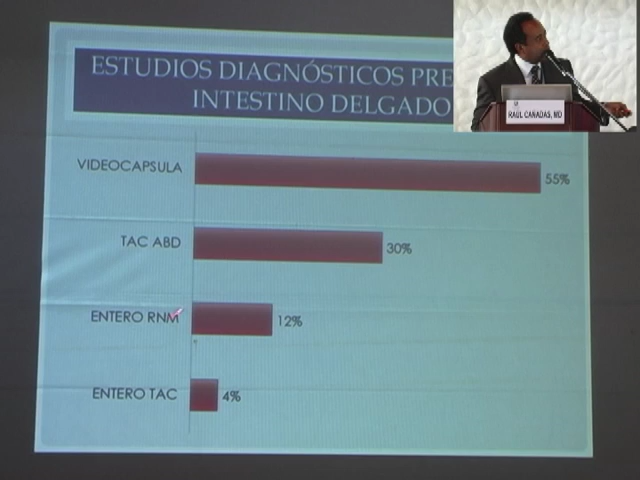 ESTUDIOS DIAGNÓSTICOS PRE
INTESTINO DELGADO
RAUL CAÑADAS, MD
VIDEOCAPSULA
55%
TAC ABD
30%
ENTERO RNM
12%
ENTERO TAC
4%